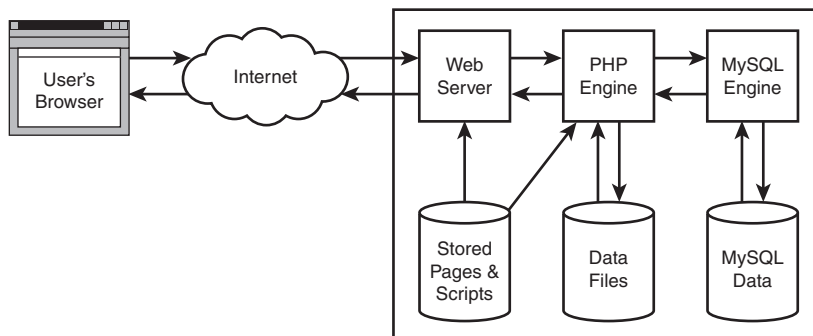 User's
Browser
Internet
Web
Server
PHP
Engine
MySQL
Engine
Stored
Pages &
Scripts
Data
Files
MySQL
Data